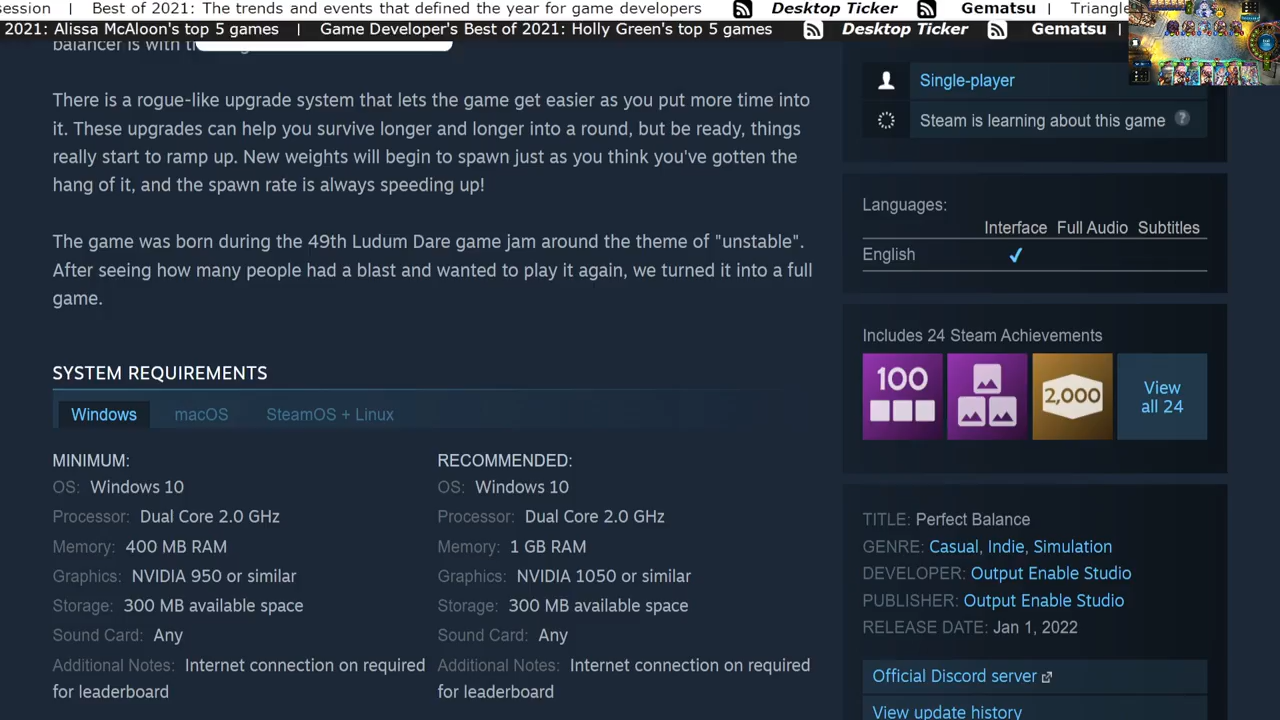 session | Best of 2021: The trends and events that defined the year for game developers Desktop Ticker Gematsu | Triangle
2021: Alissa McAloon's top 5 games | Game Developer's Best of 2021: Holly Green's top 5 games Desktop Ticker Gematsu |
balancer is with
There is a rogue-like upgrade system that lets the game get easier as you put more time into
it. These upgrades can help you survive longer and longer into a round, but be ready, things
really start to ramp up. New weights will begin to spawn just as you think you've gotten the
hang of it, and the spawn rate is always speeding up!
The game was born during the 49th Ludum Dare game jam around the theme of "unstable".
After seeing how many people had a blast and wanted to play it again, we turned it into a full
game.
SYSTEM REQUIREMENTS
Windows macOS SteamOS + Linux
MINIMUM:
OS: Windows 10
Processor: Dual Core 2.0 GHz
Memory: 400 MB RAM
Graphics: NVIDIA 950 or similar
Storage: 300 MB available space
Sound Card: Any
Additional Notes: Internet connection on required
for leaderboard
RECOMMENDED:
OS: Windows 10
Processor: Dual Core 2.0 GHz
Memory: 1 GB RAM
Graphics: NVIDIA 1050 or similar
Storage: 300 MB available space
Sound Card: Any
Additional Notes: Internet connection on required
for leaderboard
Single-player
Steam is learning about this game ?
Languages:
Interface Full Audio Subtitles
English ✓
Includes 24 Steam Achievements
100
2,000
View
all 24
TITLE: Perfect Balance
GENRE: Casual, Indie, Simulation
DEVELOPER: Output Enable Studio
PUBLISHER: Output Enable Studio
RELEASE DATE: Jan 1, 2022
Official Discord server
View update history